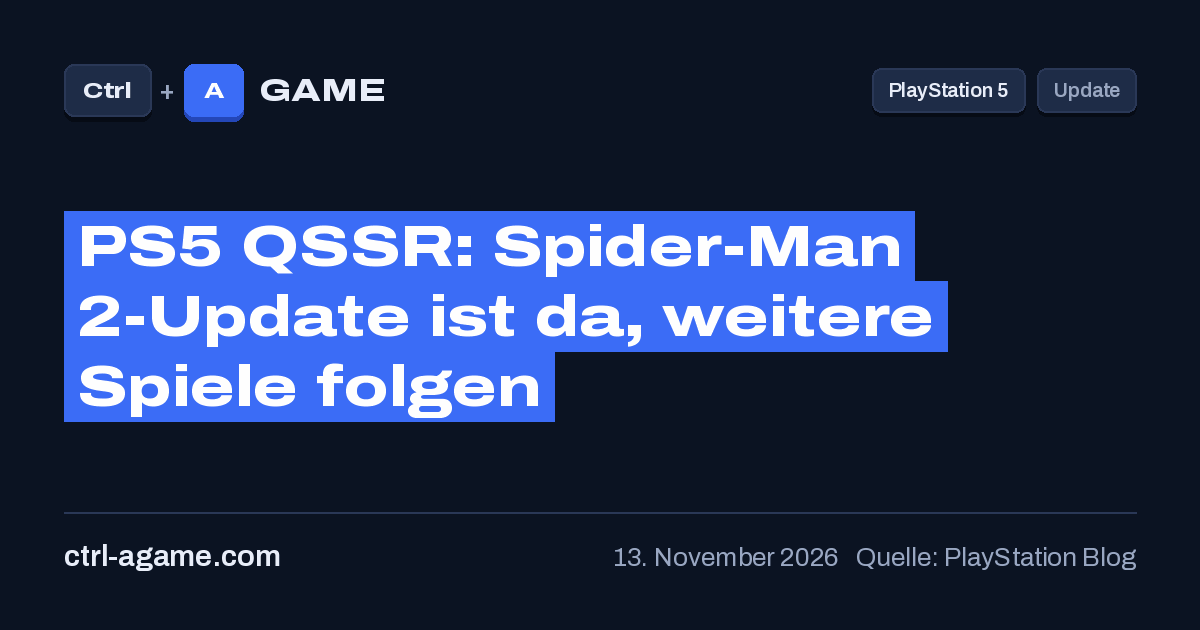 Ctrl + A GAME
PlayStation 5 Update
PS5 QSSR: Spider-Man
2-Update ist da, weitere
Spiele folgen
ctrl-agame.com
13. November 2026 Quelle: PlayStation Blog